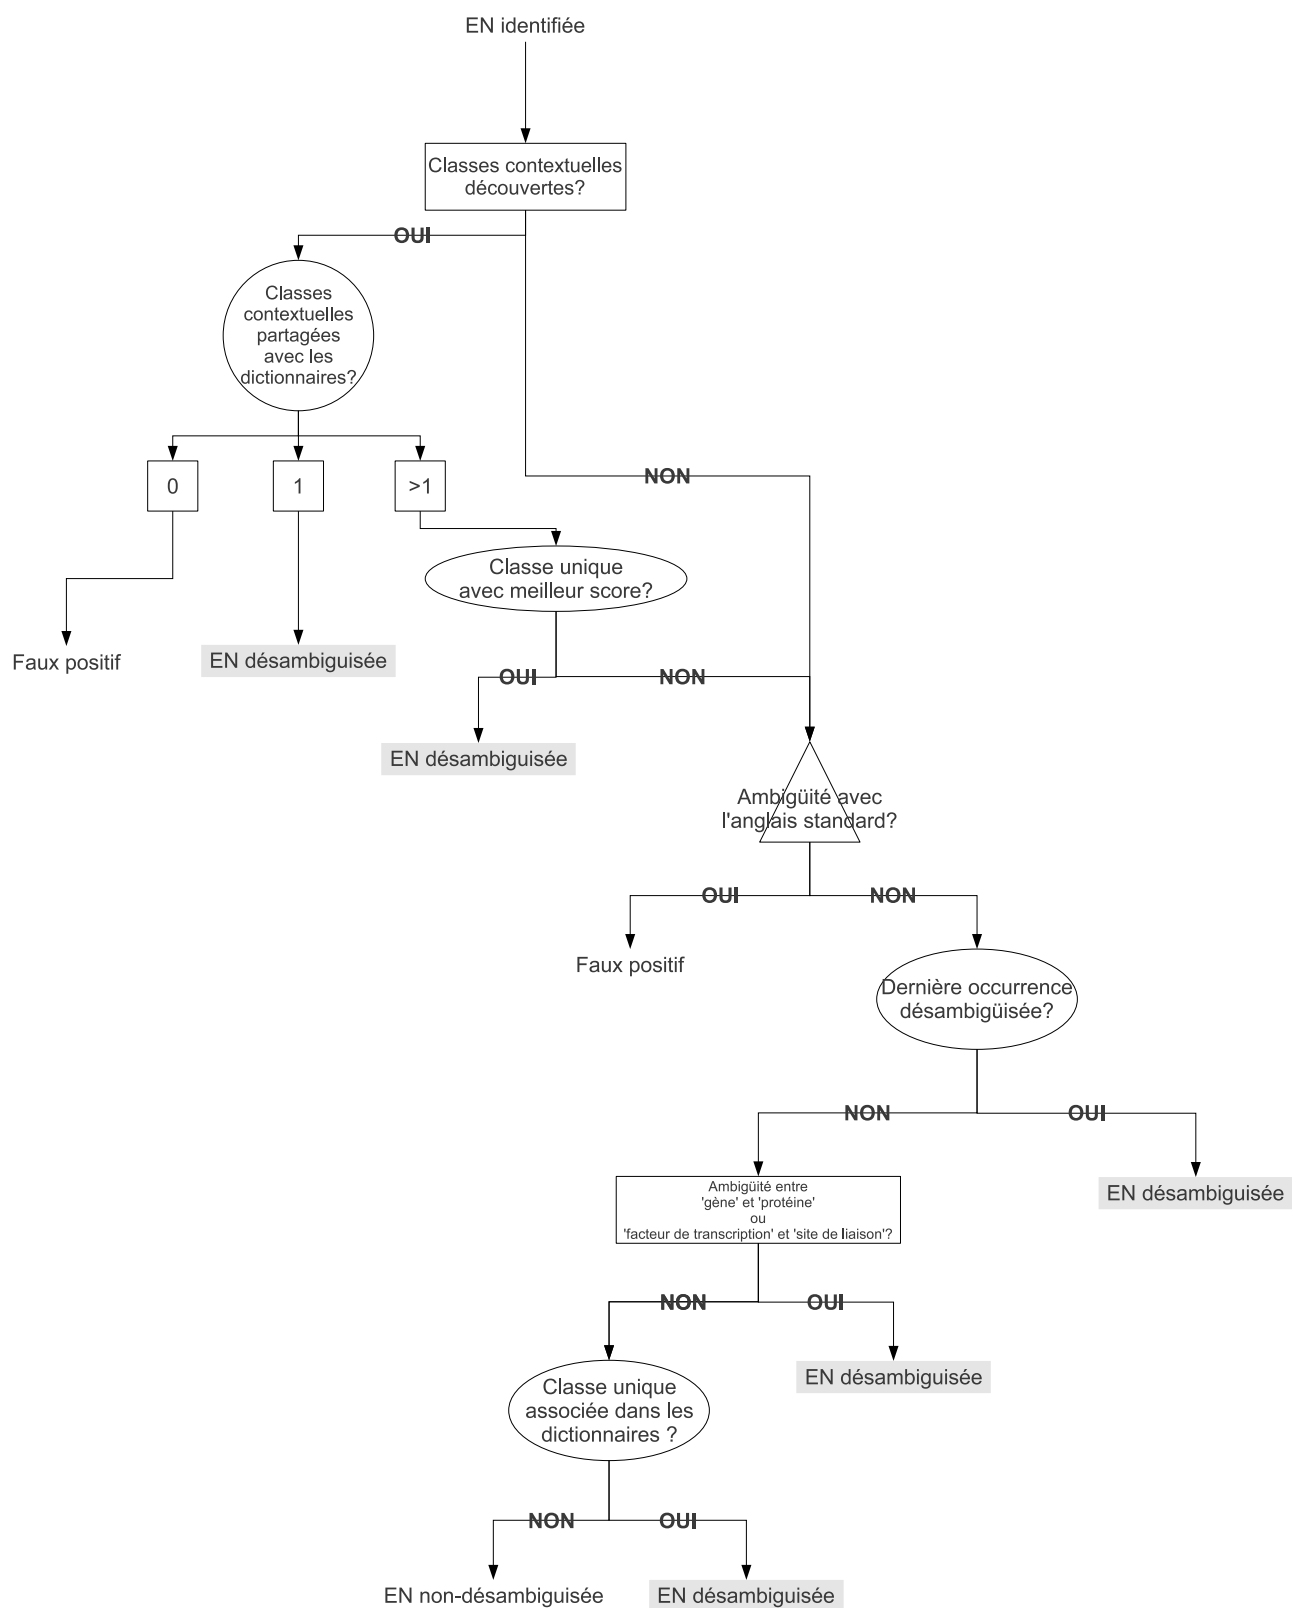 EN identifiée
Classes contextuelles
découvertes?
OUI
Classes
contextuelles
partagées
avec les
dictionnaires?
0
1
>1
NON
Classe unique
avec meilleur score?
Faux positif
EN désambiguisée
OUI
NON
EN désambiguisée
Ambigüité avec
l'anglais standard?
OUI
NON
Faux positif
Dernière occurrence
désambigüisée?
NON
OUI
Ambigüité entre
'gène' et 'protéine'
ou
'facteur de transcription' et 'site de liaison'?
EN désambiguisée
NON
OUI
EN désambiguisée
Classe unique
associée dans les
dictionnaires ?
NON
OUI
EN non-désambiguisée
EN désambiguisée